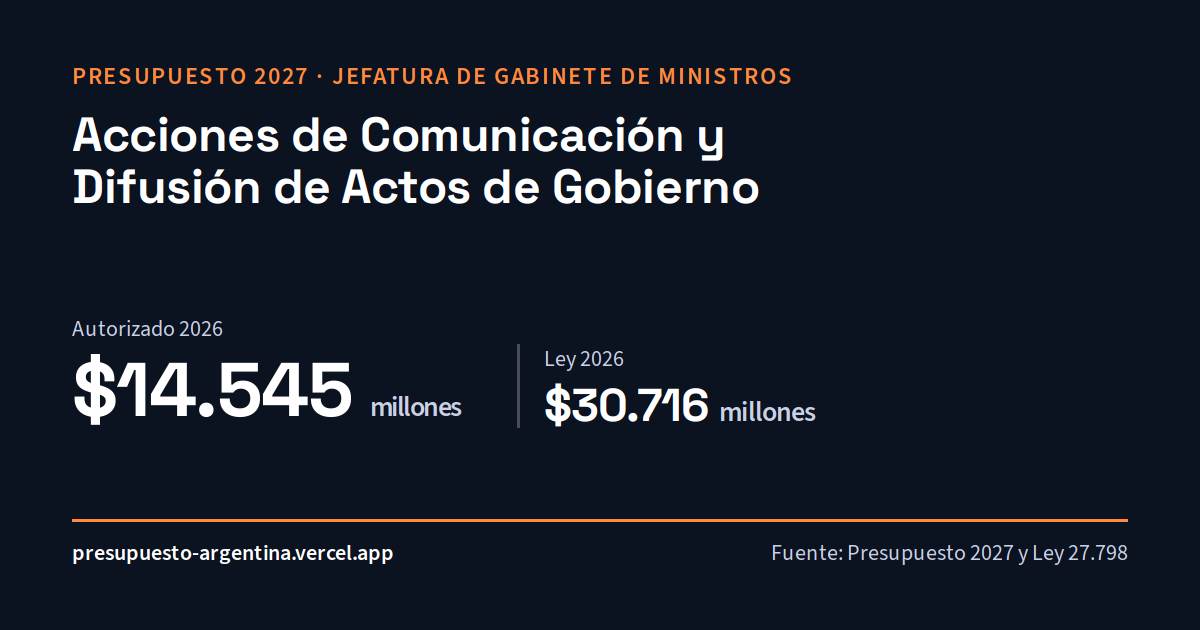 PRESUPUESTO 2027 · JEFATURA DE GABINETE DE MINISTROS
Acciones de Comunicación y
Difusión de Actos de Gobierno
Autorizado 2026
$14.545 millones
Ley 2026
$30.716 millones
presupuesto-argentina.vercel.app
Fuente: Presupuesto 2027 y Ley 27.798